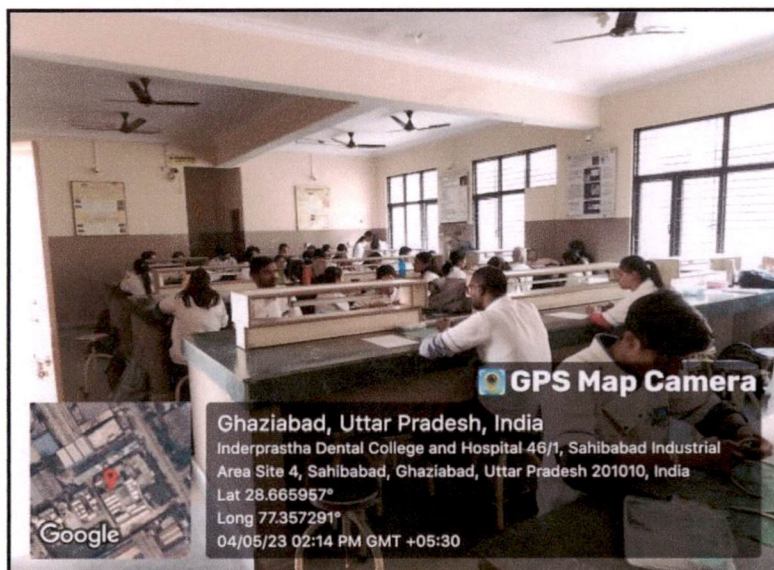 GPS Map Camera
Ghaziabad, Uttar Pradesh, India
Inderprastha Dental College and Hospital 46/1, Sahibabad Industrial
Area Site 4, Sahibabad, Ghaziabad, Uttar Pradesh 201010, India
Lat 28.665957°
Long 77.357291°
04/05/23 02:14 PM GMT +05:30
Google